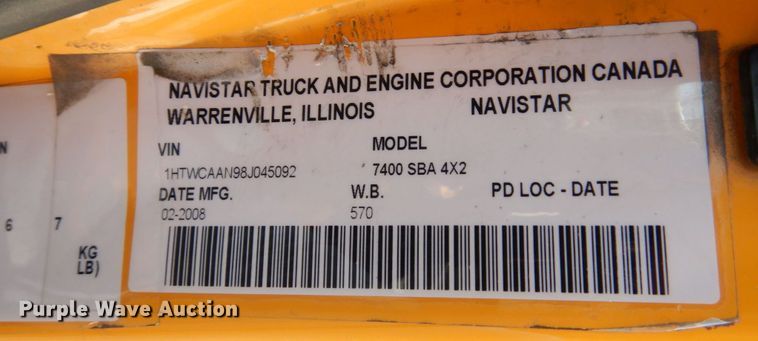 NAVISTAR TRUCK AND ENGINE CORPORATION CANADA
WARRENVILLE, ILLINOIS NAVISTAR
VIN MODEL
1HTWCAAN98J045092 7400 SBA 4X2
DATE MFG. W.B. PD LOC - DATE
02-2008 570
N
6 7
KG
LB)
Purple Wave Auction